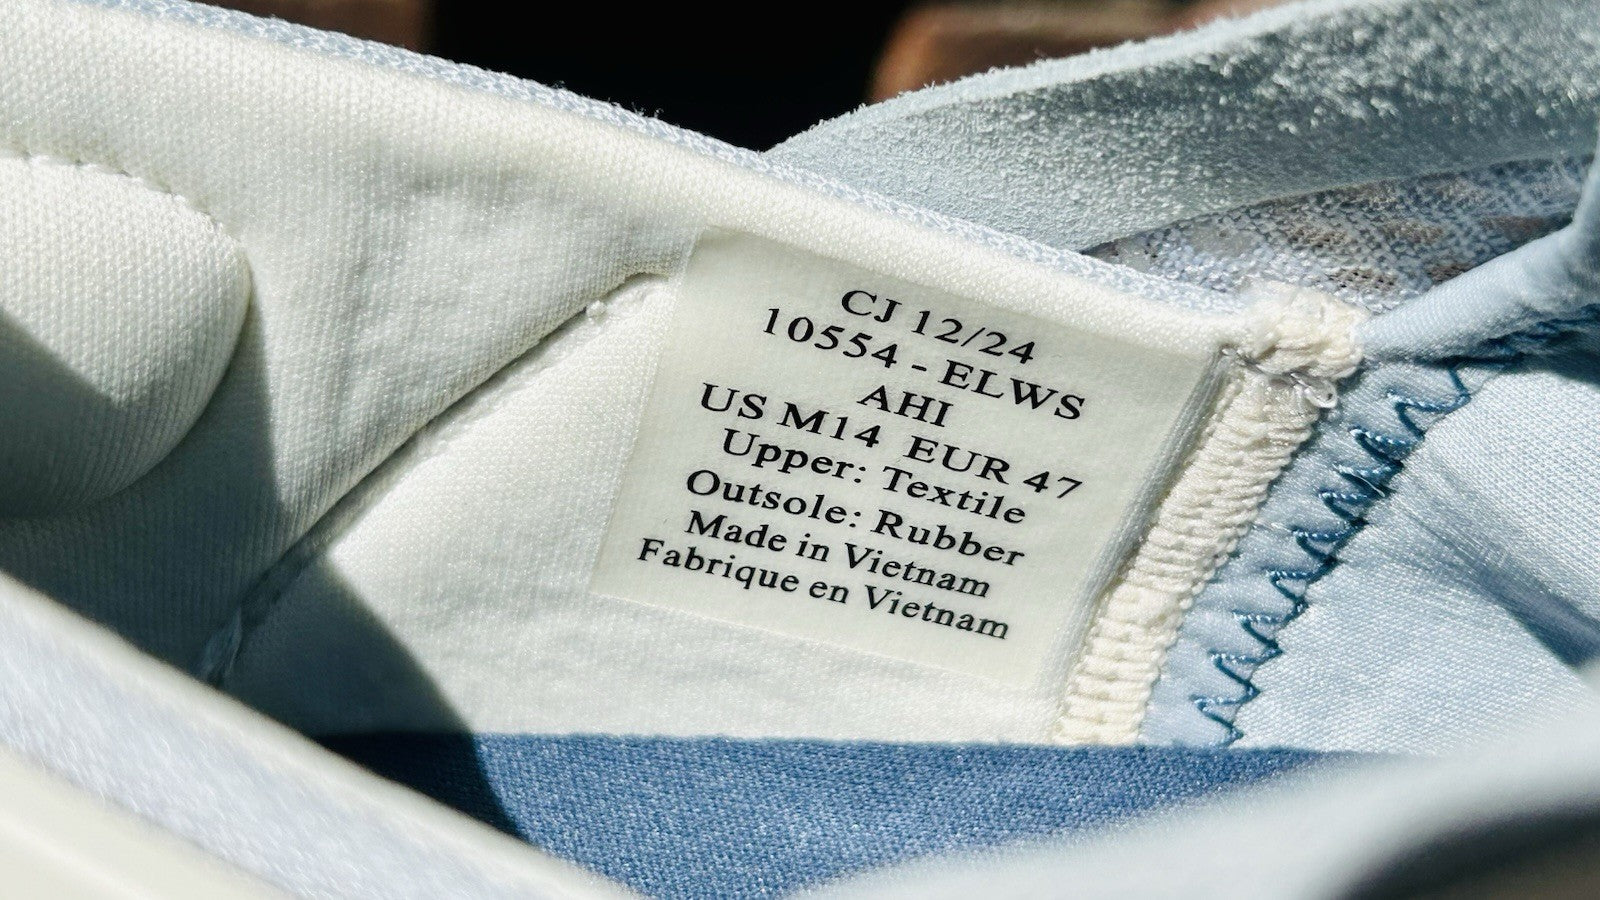 CJ 12/24
10554 - ELWS
AHI
US M14 EUR 47
Upper: Textile
Outsole: Rubber
Made in Vietnam
Fabrique en Vietnam